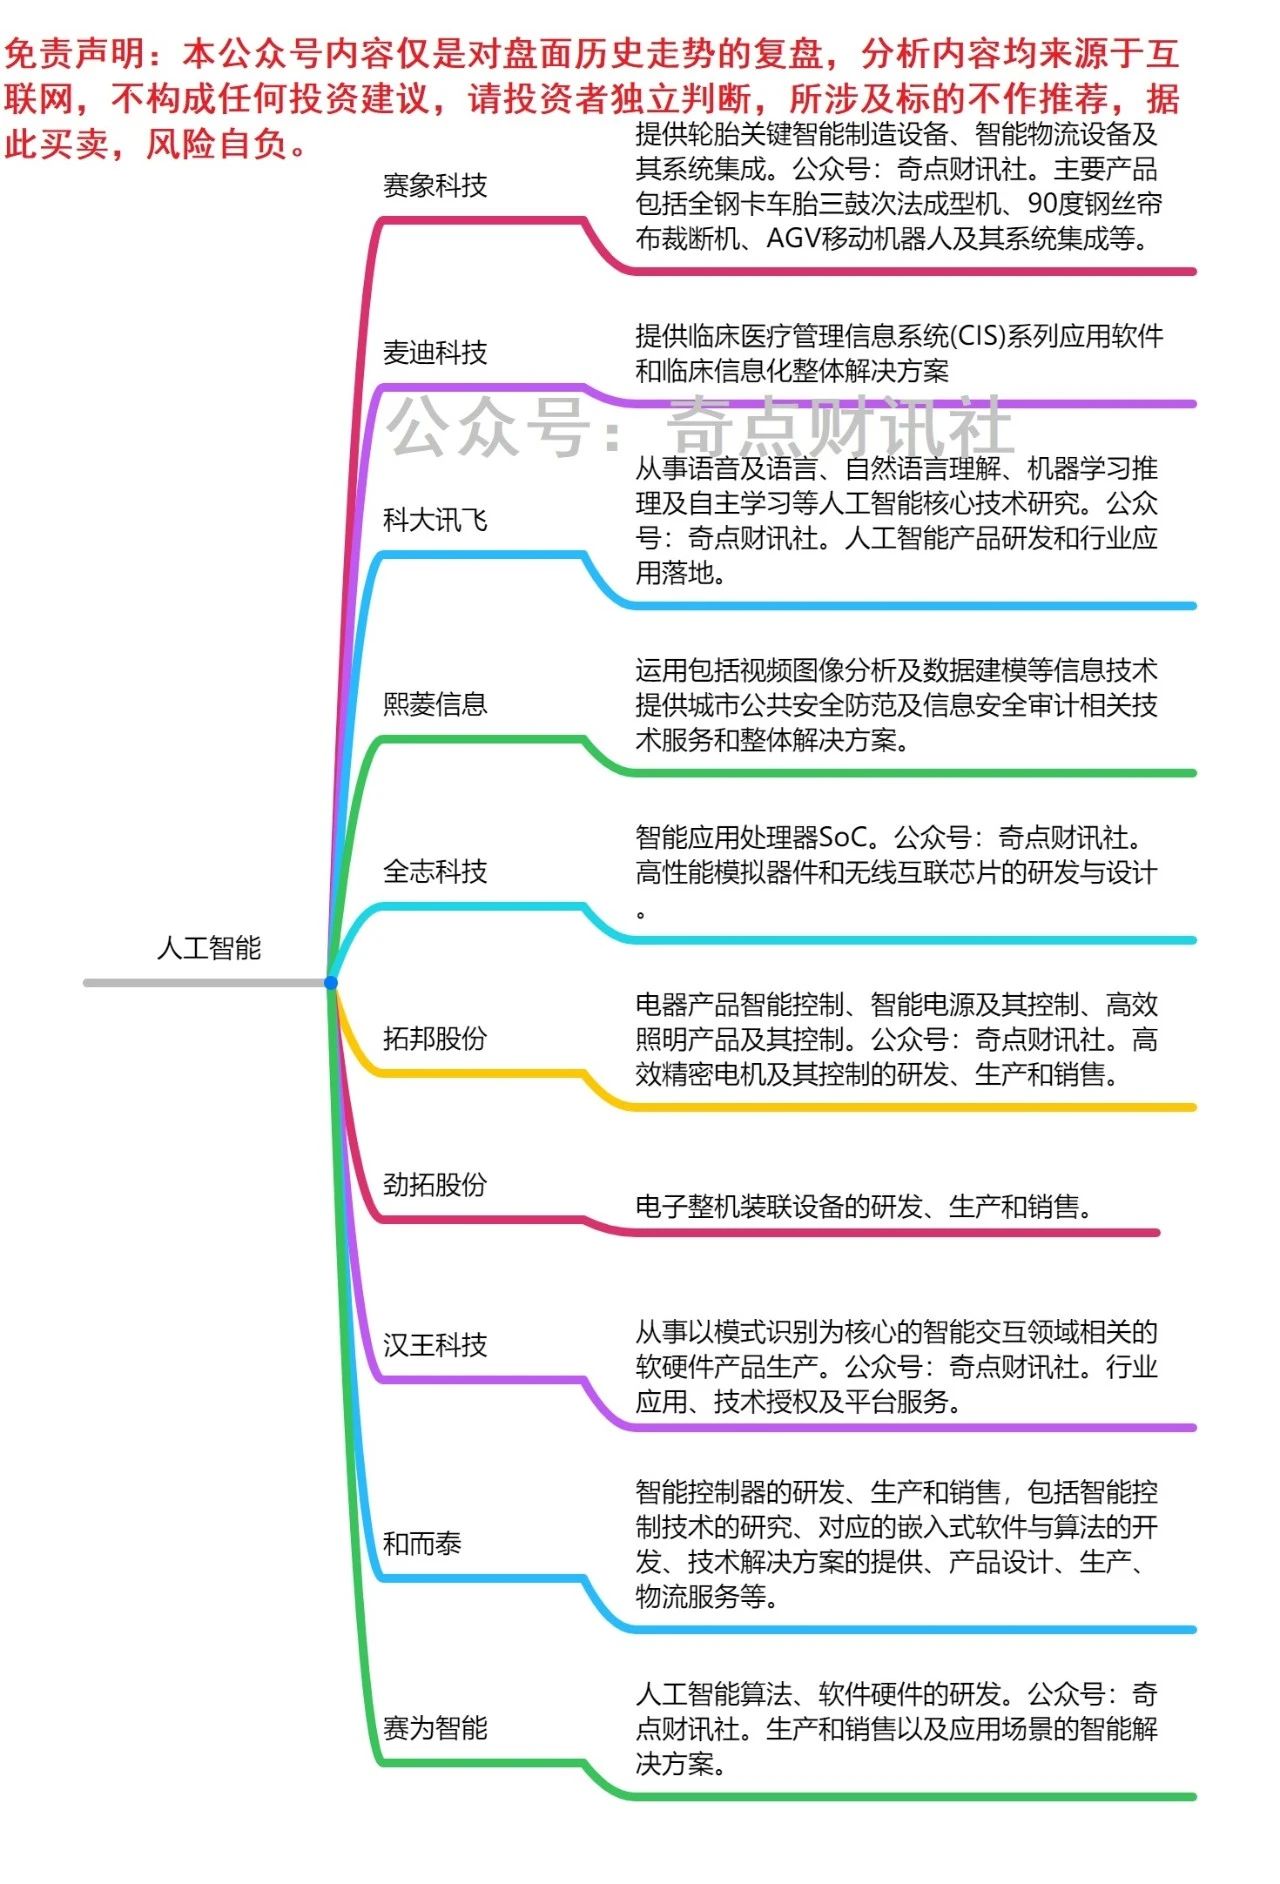 免责声明：本公众号内容仅是对盘面历史走势的复盘，分析内容均来源于互
联网，不构成任何投资建议，请投资者独立判断，所涉及标的不作推荐，据
此买卖，风险自负。
人工智能
赛象科技
提供轮胎关键智能制造设备、智能物流设备及
其系统集成。公众号：奇点财讯社。主要产品
包括全钢卡车胎三鼓次法成型机、90度钢丝帘
布裁断机、AGV移动机器人及其系统集成等。
麦迪科技
提供临床医疗管理信息系统(CIS)系列应用软件
和临床信息化整体解决方案
公众号：奇点财讯社
科大讯飞
从事语音及语言、自然语言理解、机器学习推
理及自主学习等人工智能核心技术研究。公众
号：奇点财讯社。人工智能产品研发和行业应
用落地。
熙菱信息
运用包括视频图像分析及数据建模等信息技术
提供城市公共安全防范及信息安全审计相关技
术服务和整体解决方案。
全志科技
智能应用处理器SoC。公众号：奇点财讯社。
高性能模拟器件和无线互联芯片的研发与设计
。
拓邦股份
电器产品智能控制、智能电源及其控制、高效
照明产品及其控制。公众号：奇点财讯社。高
效精密电机及其控制的研发、生产和销售。
劲拓股份
电子整机装联设备的研发、生产和销售。
汉王科技
从事以模式识别为核心的智能交互领域相关的
软硬件产品生产。公众号：奇点财讯社。行业
应用、技术授权及平台服务。
和而泰
智能控制器的研发、生产和销售，包括智能控
制技术的研究、对应的嵌入式软件与算法的开
发、技术解决方案的提供、产品设计、生产、
物流服务等。
赛为智能
人工智能算法、软件硬件的研发。公众号：奇
点财讯社。生产和销售以及应用场景的智能解
决方案。